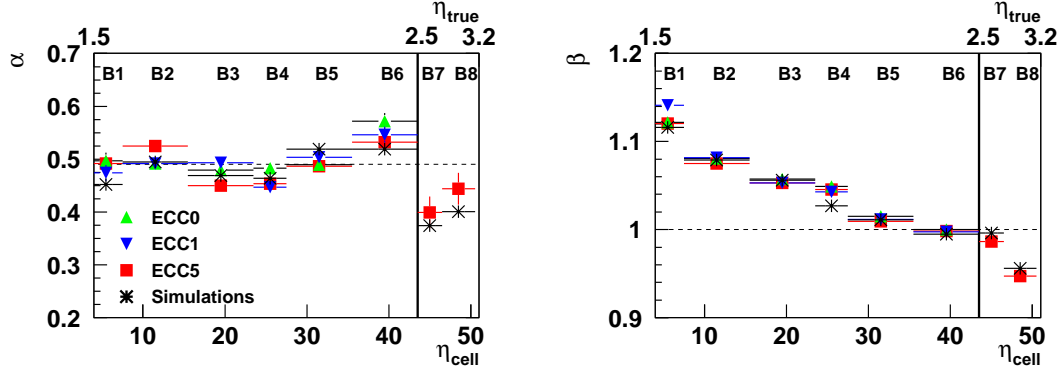 η_true
1.5 2.5 3.2
α
0.7
B1 B2 B3 B4 B5 B6 B7 B8
0.6
0.5
0.4
ECC0
ECC1
0.3
ECC5
Simulations
0.2
10 20 30 40 50
η_cell
η_true
1.5 2.5 3.2
β
1.2
B1 B2 B3 B4 B5 B6 B7 B8
1.1
1
0.9
10 20 30 40 50
η_cell